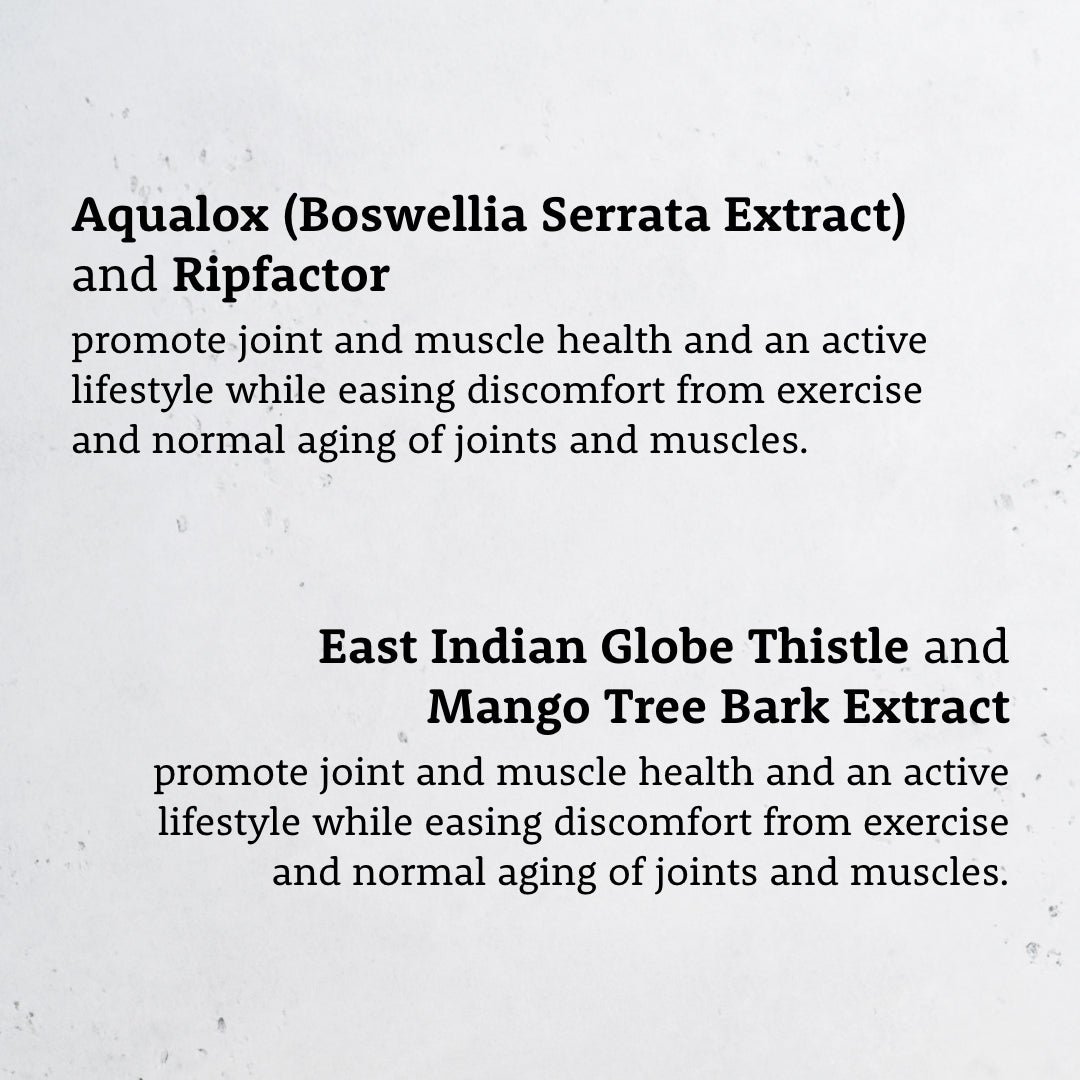 Aqualox (Boswellia Serrata Extract)
and Ripfactor
promote joint and muscle health and an active
lifestyle while easing discomfort from exercise
and normal aging of joints and muscles.
East Indian Globe Thistle and
Mango Tree Bark Extract
promote joint and muscle health and an active
lifestyle while easing discomfort from exercise
and normal aging of joints and muscles.